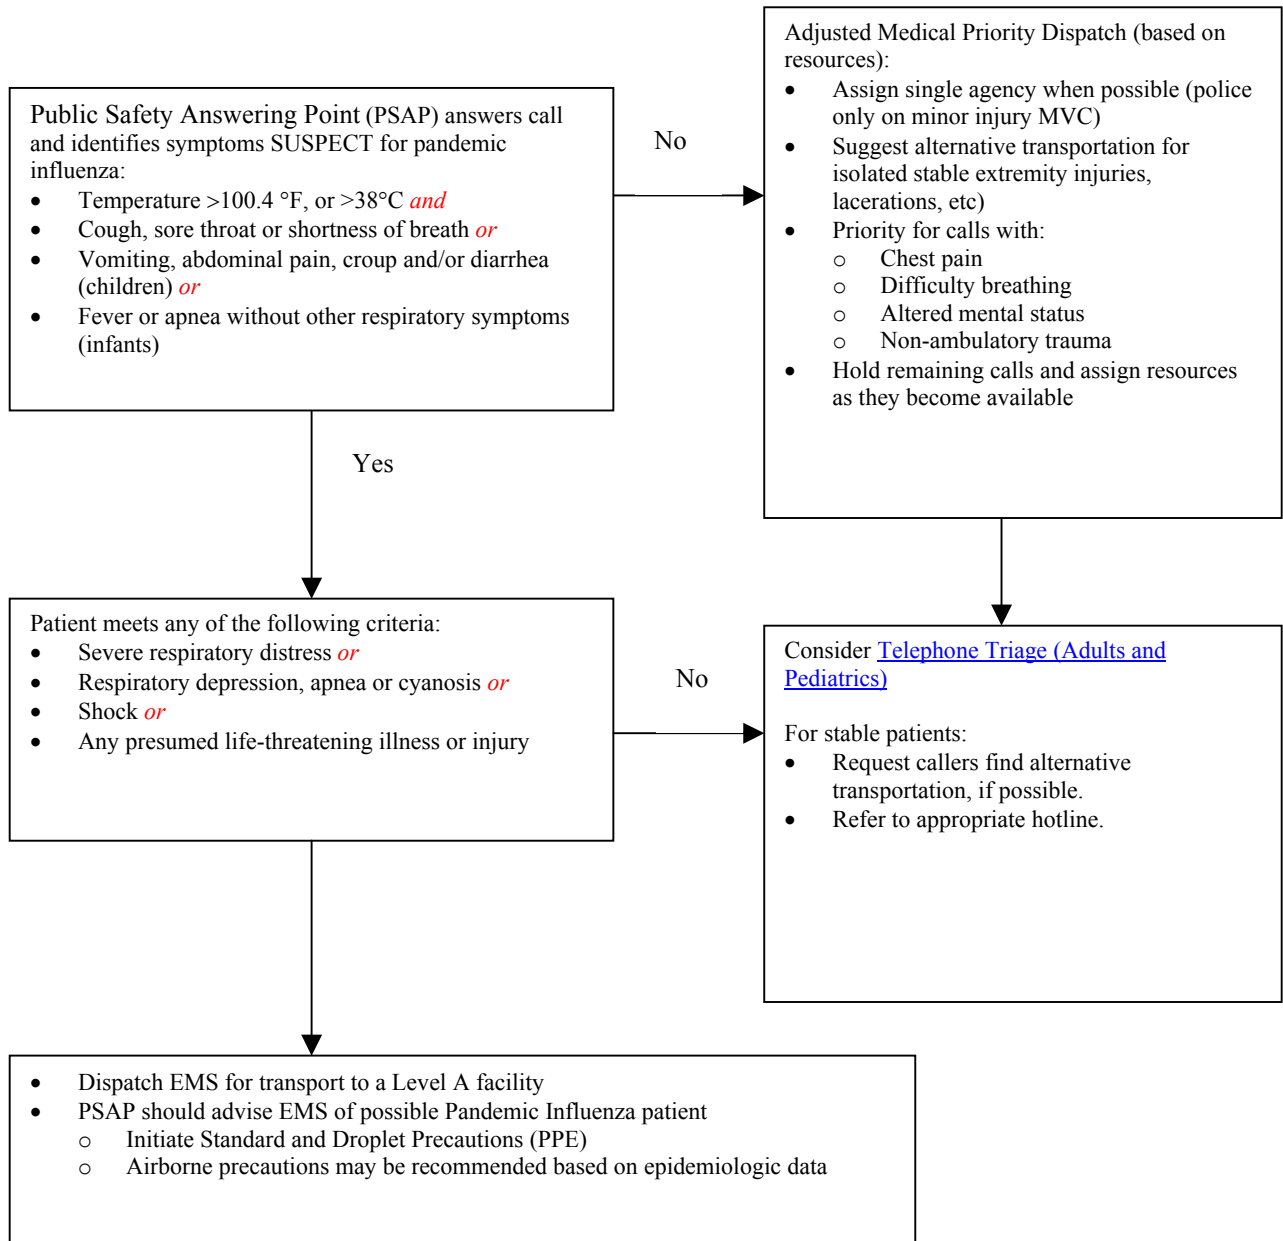 Public Safety Answering Point (PSAP) answers call
and identifies symptoms SUSPECT for pandemic
influenza:
• Temperature >100.4 °F, or >38°C and
• Cough, sore throat or shortness of breath or
• Vomiting, abdominal pain, croup and/or diarrhea
(children) or
• Fever or apnea without other respiratory symptoms
(infants)
No
Adjusted Medical Priority Dispatch (based on
resources):
• Assign single agency when possible (police
only on minor injury MVC)
• Suggest alternative transportation for
isolated stable extremity injuries,
lacerations, etc)
• Priority for calls with:
o Chest pain
o Difficulty breathing
o Altered mental status
o Non-ambulatory trauma
• Hold remaining calls and assign resources
as they become available
Yes
Patient meets any of the following criteria:
• Severe respiratory distress or
• Respiratory depression, apnea or cyanosis or
• Shock or
• Any presumed life-threatening illness or injury
No
Consider Telephone Triage (Adults and
Pediatrics)
For stable patients:
• Request callers find alternative
transportation, if possible.
• Refer to appropriate hotline.
• Dispatch EMS for transport to a Level A facility
• PSAP should advise EMS of possible Pandemic Influenza patient
o Initiate Standard and Droplet Precautions (PPE)
o Airborne precautions may be recommended based on epidemiologic data